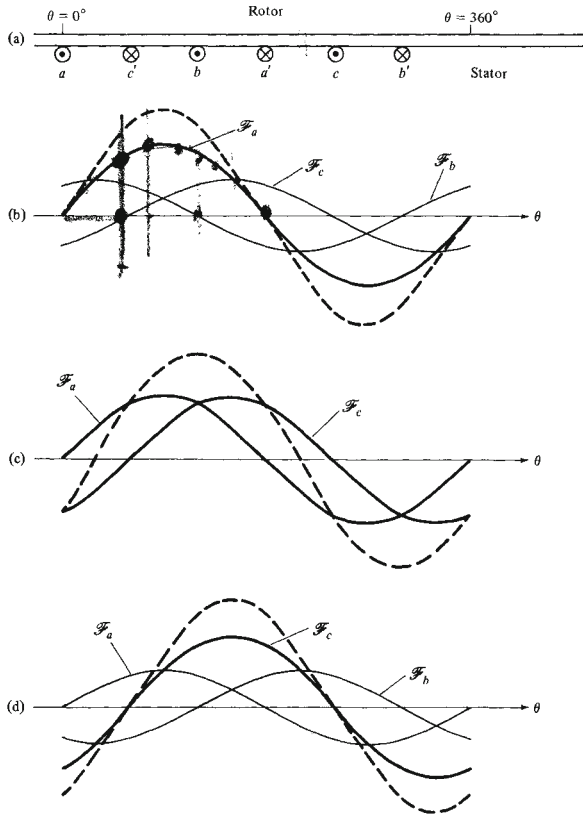 Rotor
θ = 0° θ = 360°
(a)
a c′ b a′ c b′ Stator
(b) ℱa ℱc ℱb θ
(c) ℱa ℱc θ
(d) ℱa ℱc ℱb θ